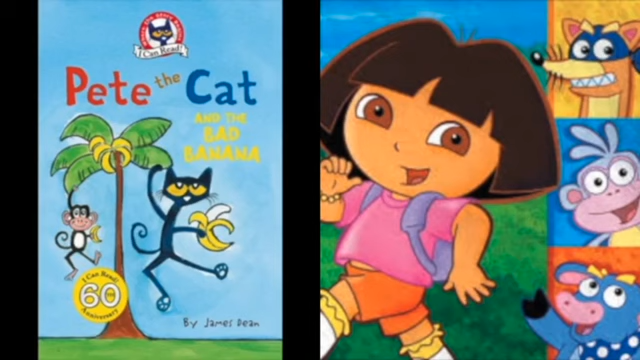 I Can Read!
Pete the Cat
AND THE
BAD
BANANA
I Can Read!
60
Anniversary
By James Dean